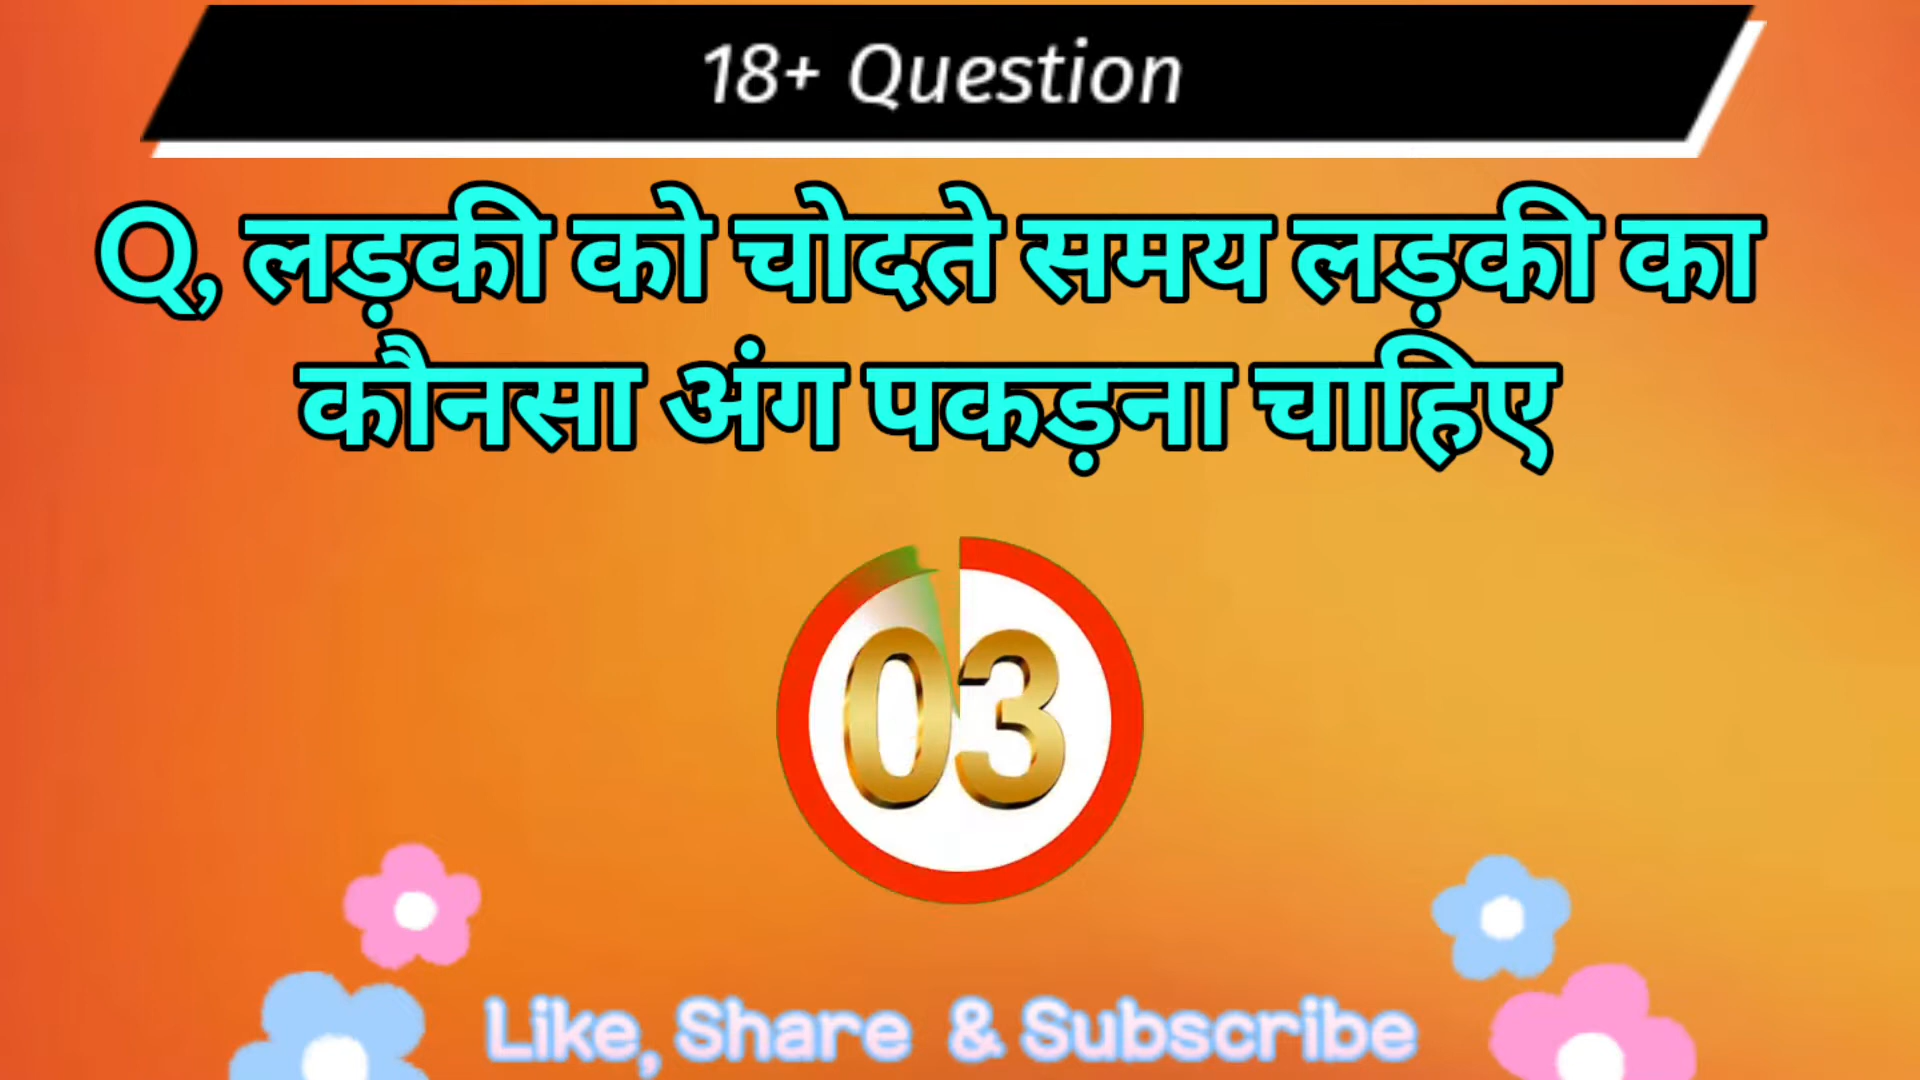 18+ Question
Q, लड़की को चोदते समय लड़की का
कौनसा अंग पकड़ना चाहिए
03
Like, Share & Subscribe